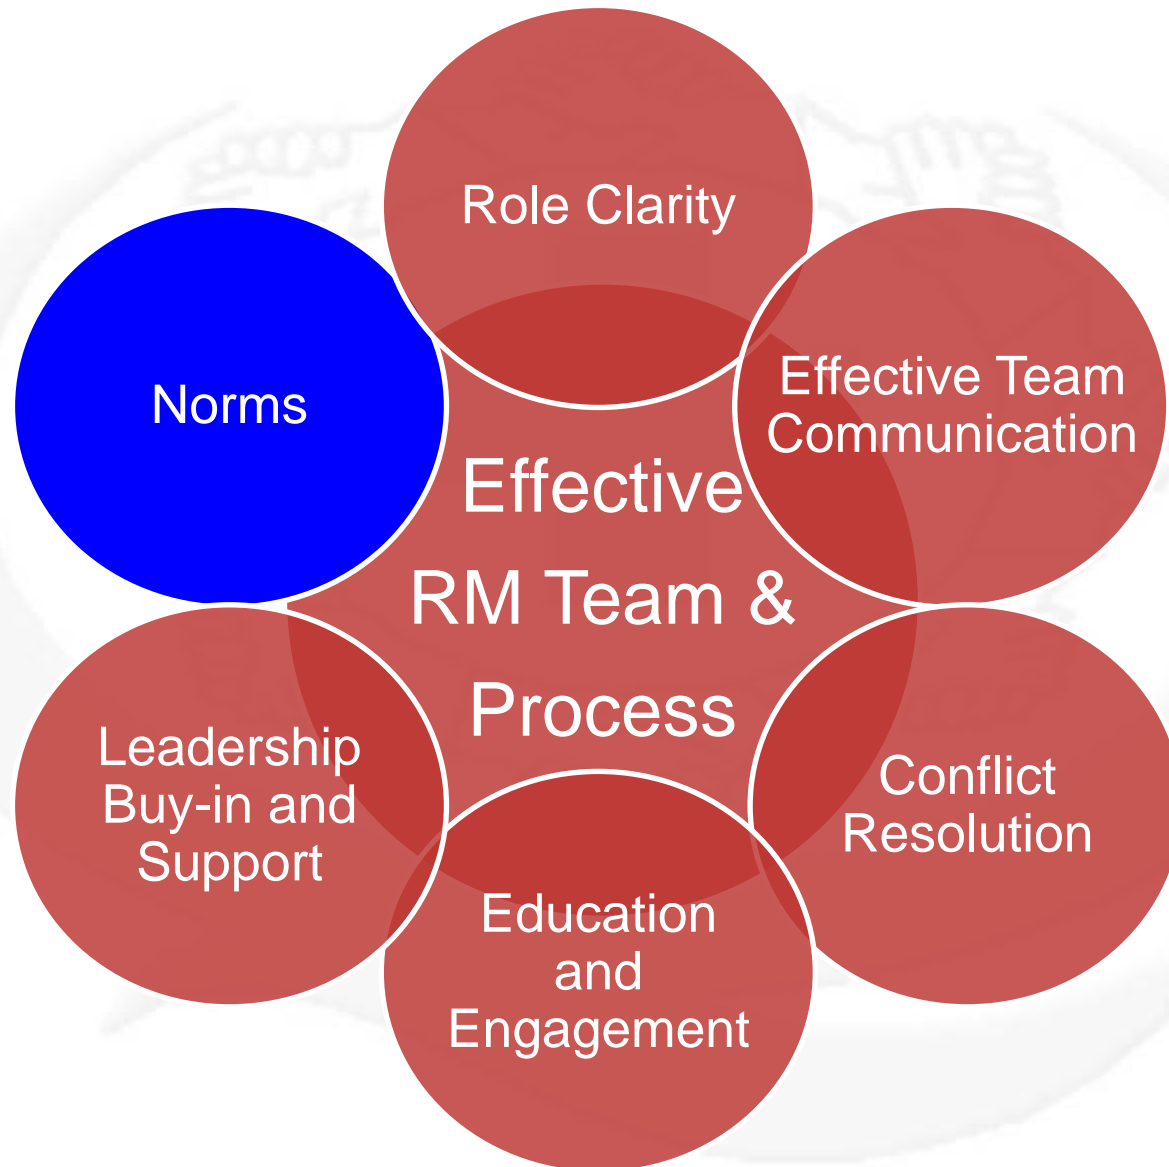 Role Clarity
Effective Team
Communication
Conflict
Resolution
Education
and
Engagement
Leadership
Buy-in and
Support
Norms
Effective
RM Team &
Process